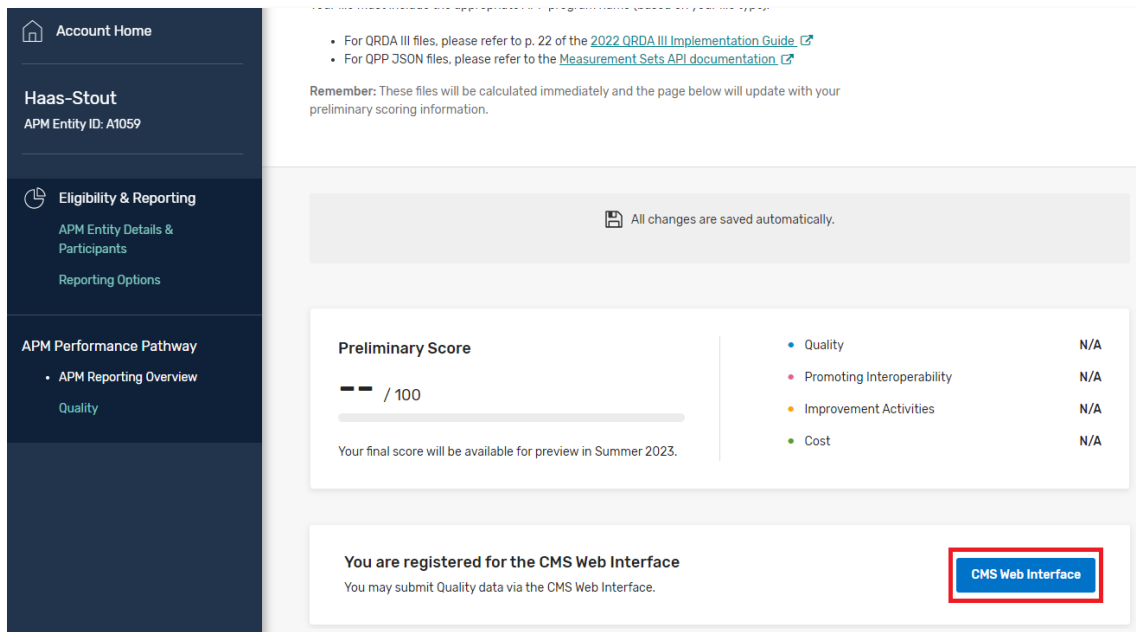 Account Home
Haas-Stout
APM Entity ID: A1059
Eligibility & Reporting
APM Entity Details &
Participants
Reporting Options
APM Performance Pathway
• APM Reporting Overview
Quality
• For QRDA III files, please refer to p. 22 of the 2022 QRDA III Implementation Guide
• For QPP JSON files, please refer to the Measurement Sets API documentation
Remember: These files will be calculated immediately and the page below will update with your
preliminary scoring information.
All changes are saved automatically.
Preliminary Score
-- / 100
Your final score will be available for preview in Summer 2023.
• Quality N/A
• Promoting Interoperability N/A
• Improvement Activities N/A
• Cost N/A
You are registered for the CMS Web Interface
You may submit Quality data via the CMS Web Interface.
CMS Web Interface